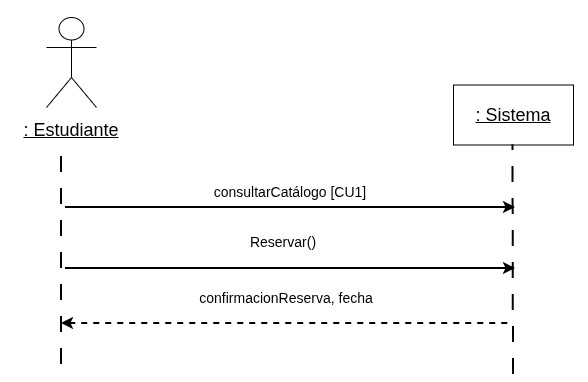 : Estudiante
: Sistema
consultarCatálogo [CU1]
Reservar()
confirmacionReserva, fecha